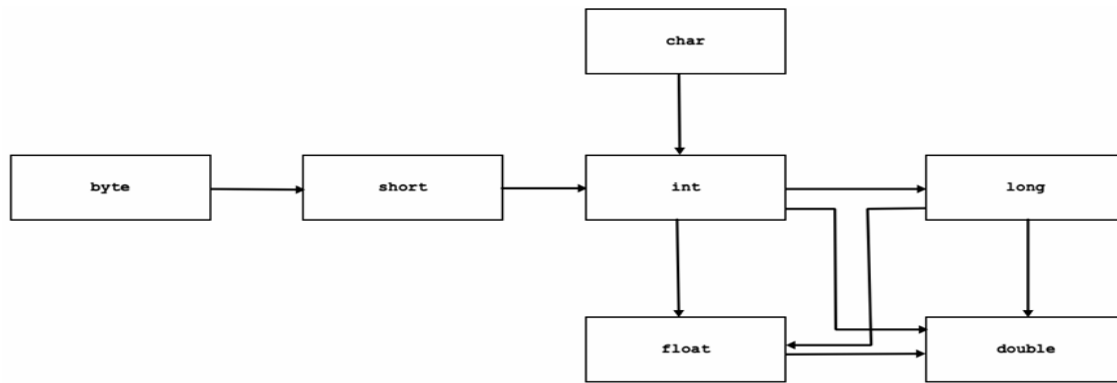 char
byte
short
int
long
float
double